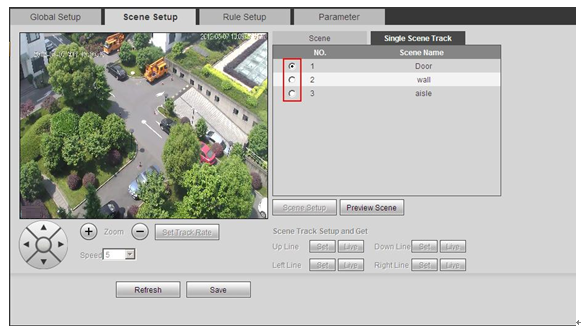 Global Setup Scene Setup Rule Setup Parameter
Scene Single Scene Track
NO. Scene Name
1 Door
2 wall
3 aisle
Scene Setup Preview Scene
Zoom Set Track Rate
Speed 5
Scene Track Setup and Get
Up Line Set Live Down Line Set Live
Left Line Set Live Right Line Set Live
Refresh Save